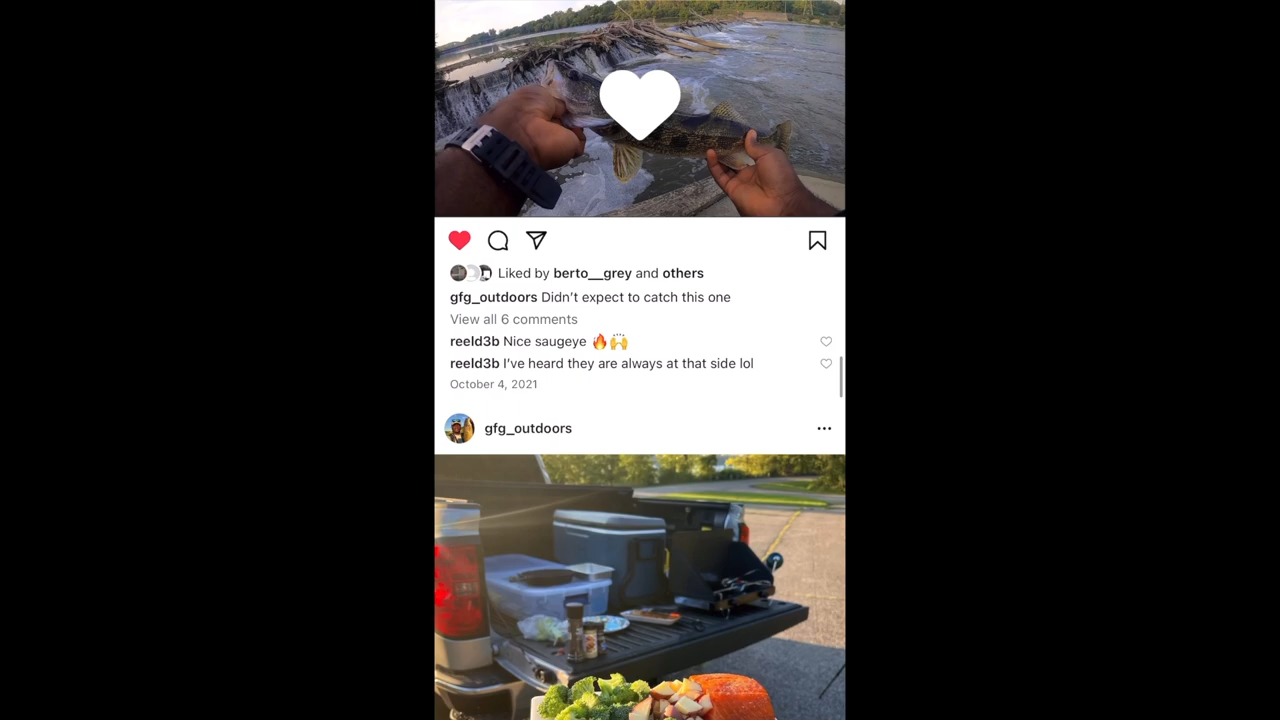 Liked by berto__grey and others
gfg_outdoors Didn't expect to catch this one
View all 6 comments
reeld3b Nice saugeye 🔥🙌
reeld3b I've heard they are always at that side lol
October 4, 2021
gfg_outdoors